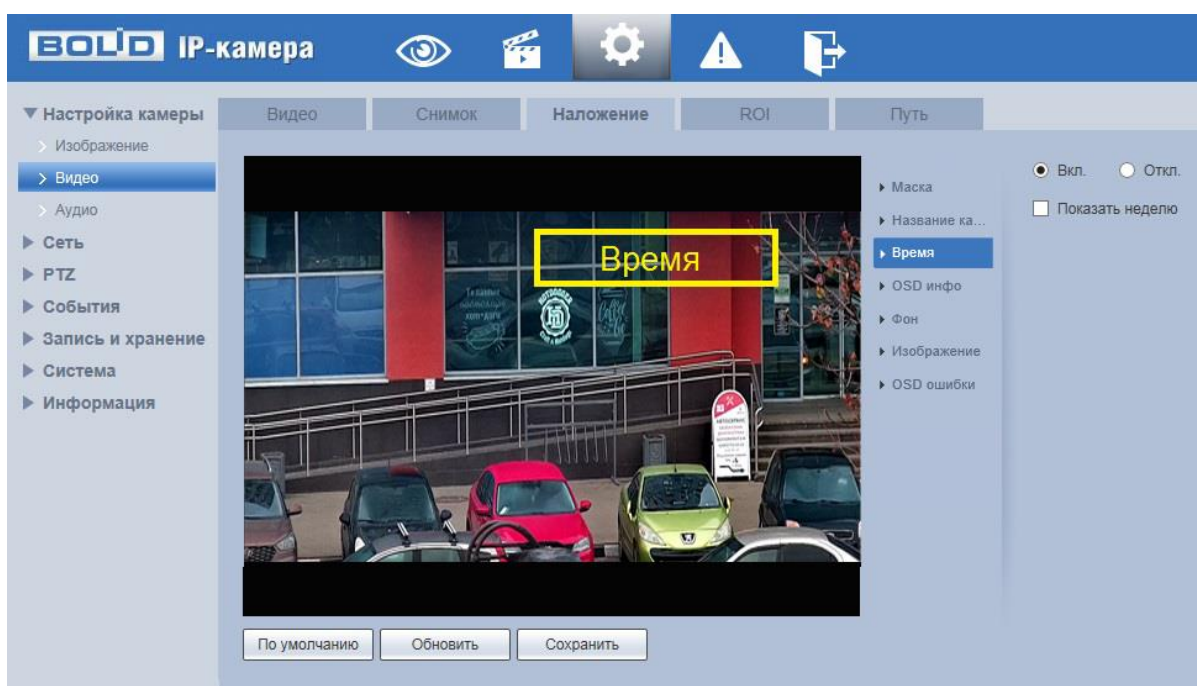 BOLID IP-камера
Настройка камеры
Изображение
Видео
Аудио
Сеть
PTZ
События
Запись и хранение
Система
Информация
Видео
Снимок
Наложение
ROI
Путь
Время
Маска
Название ка...
Время
OSD инфо
Фон
Изображение
OSD ошибки
Вкл.
Откл.
Показать неделю
По умолчанию
Обновить
Сохранить